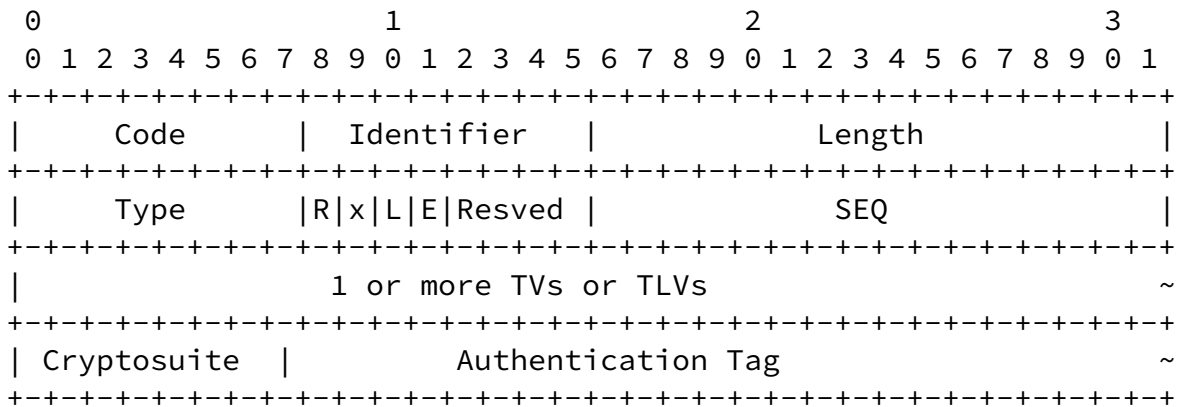 0                   1                   2                   3
 0 1 2 3 4 5 6 7 8 9 0 1 2 3 4 5 6 7 8 9 0 1 2 3 4 5 6 7 8 9 0 1
+-+-+-+-+-+-+-+-+-+-+-+-+-+-+-+-+-+-+-+-+-+-+-+-+-+-+-+-+-+-+-+-+
|     Code      |  Identifier   |            Length             |
+-+-+-+-+-+-+-+-+-+-+-+-+-+-+-+-+-+-+-+-+-+-+-+-+-+-+-+-+-+-+-+-+
|     Type      |R|x|L|E|Resved |             SEQ               |
+-+-+-+-+-+-+-+-+-+-+-+-+-+-+-+-+-+-+-+-+-+-+-+-+-+-+-+-+-+-+-+-+
|                 1 or more TVs or TLVs                         ~
+-+-+-+-+-+-+-+-+-+-+-+-+-+-+-+-+-+-+-+-+-+-+-+-+-+-+-+-+-+-+-+-+
| Cryptosuite  |         Authentication Tag                     ~
+-+-+-+-+-+-+-+-+-+-+-+-+-+-+-+-+-+-+-+-+-+-+-+-+-+-+-+-+-+-+-+-+